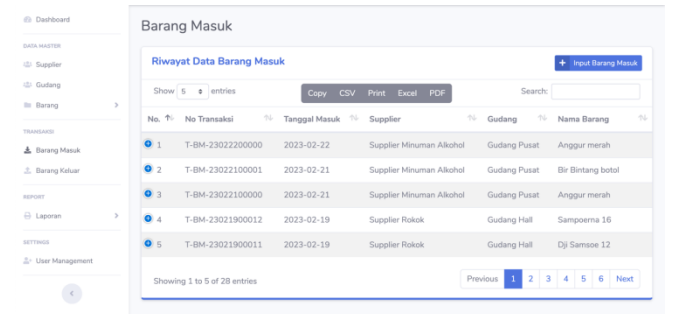 Dashboard
DATA MASTER
Supplier
Gudang
Barang
TRANSAKSI
Barang Masuk
Barang Keluar
REPORT
Laporan
SETTINGS
User Management
Barang Masuk
Riwayat Data Barang Masuk
+ Input Barang Masuk
Show 5 entries
Copy CSV Print Excel PDF
Search:
No. No Transaksi Tanggal Masuk Supplier Gudang Nama Barang
1 T-BM-23022200000 2023-02-22 Supplier Minuman Alkohol Gudang Pusat Anggur merah
2 T-BM-23022100001 2023-02-21 Supplier Minuman Alkohol Gudang Pusat Bir Bintang botol
3 T-BM-23022100000 2023-02-21 Supplier Minuman Alkohol Gudang Pusat Anggur merah
4 T-BM-23021900012 2023-02-19 Supplier Rokok Gudang Hall Sampoerna 16
5 T-BM-23021900011 2023-02-19 Supplier Rokok Gudang Hall Dji Samsoe 12
Showing 1 to 5 of 28 entries
Previous 1 2 3 4 5 6 Next